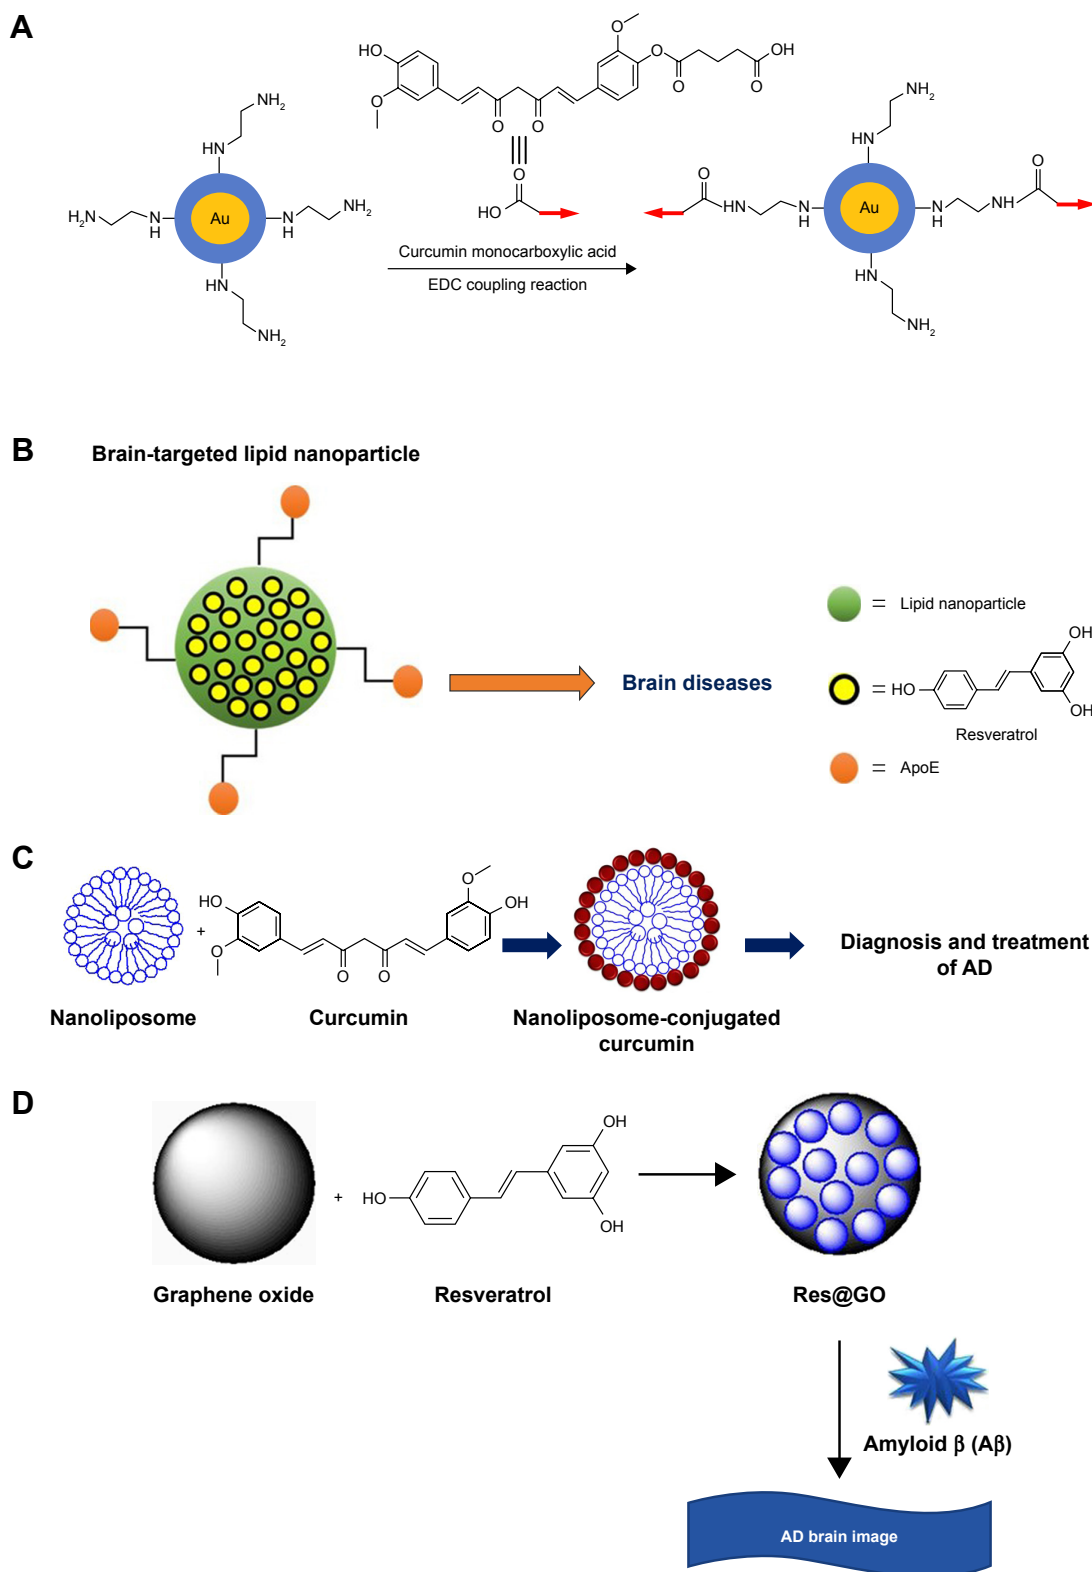 A
HO
O
O
O
O
O
O
O
OH
O
HO
Curcumin monocarboxylic acid
EDC coupling reaction
NH2
HN
H2N
N
H
Au
N
H
NH2
HN
NH2
NH2
HN
O
NH
N
H
Au
N
H
NH
O
HN
NH2
B
Brain-targeted lipid nanoparticle
Brain diseases
= Lipid nanoparticle
= HO
OH
OH
Resveratrol
= ApoE
C
+
HO
O
O
O
O
OH
Nanoliposome
Curcumin
Nanoliposome-conjugated
curcumin
Diagnosis and treatment
of AD
D
+
HO
OH
OH
Graphene oxide
Resveratrol
Res@GO
Amyloid β (Aβ)
AD brain image